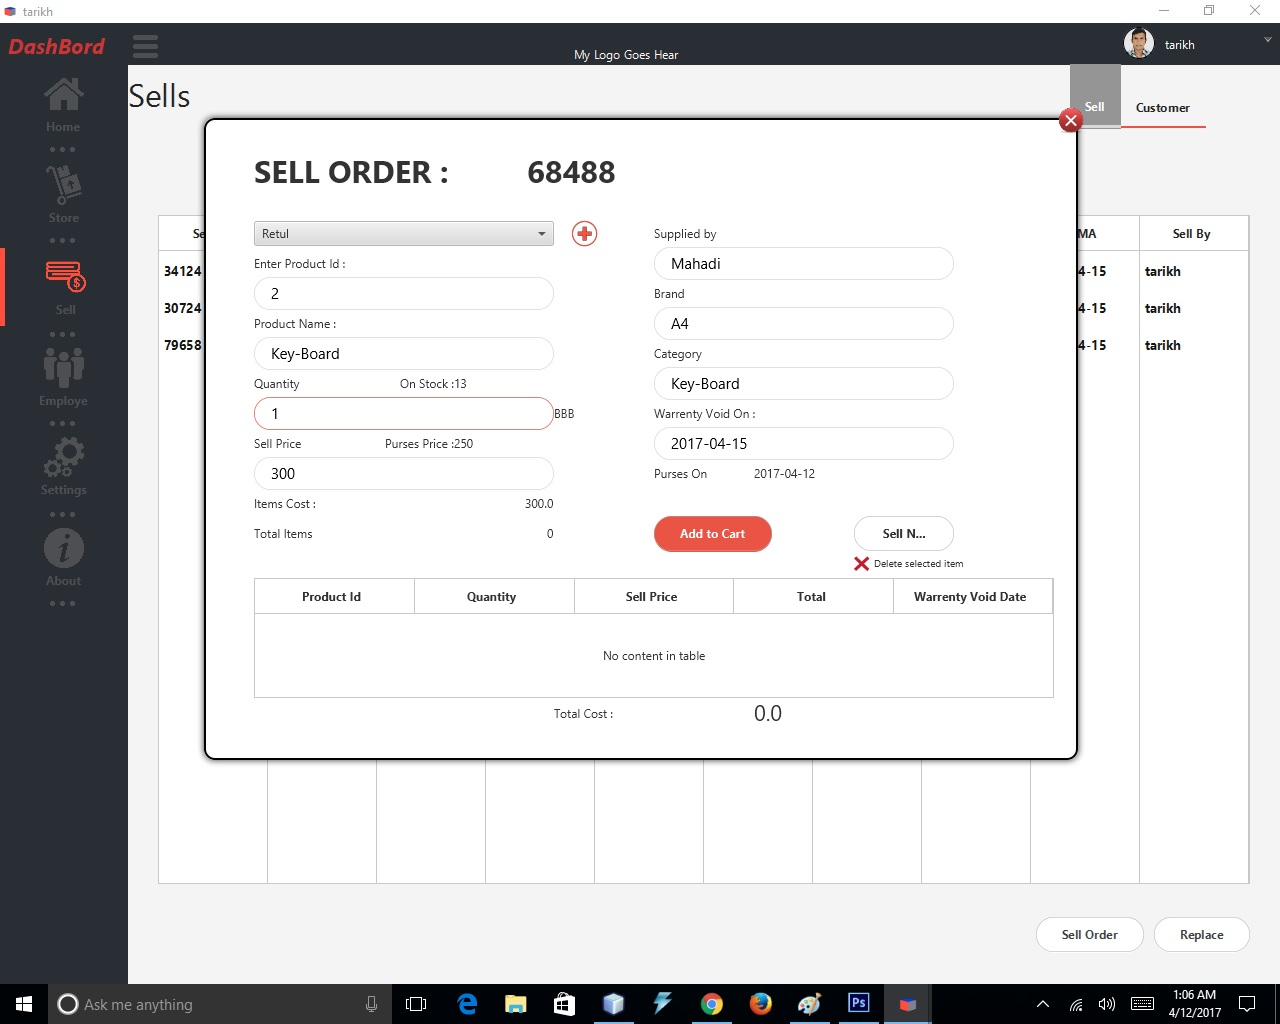 tarikh
DashBord
My Logo Goes Hear
tarikh
Sells
Sell
Customer
Home
Store
Sell
Employe
Settings
About
SELL ORDER : 68488
Retul
Enter Product Id :
2
Product Name :
Key-Board
Quantity On Stock :13
1
BBB
Sell Price Purses Price :250
300
Items Cost : 300.0
Total Items 0
Supplied by
Mahadi
Brand
A4
Category
Key-Board
Warrenty Void On :
2017-04-15
Purses On 2017-04-12
Add to Cart
Sell N...
Delete selected item
Product Id Quantity Sell Price Total Warrenty Void Date
No content in table
Total Cost : 0.0
Se MA Sell By
34124 4-15 tarikh
30724 4-15 tarikh
79658 4-15 tarikh
Sell Order
Replace
Ask me anything
Ps
1:06 AM
4/12/2017